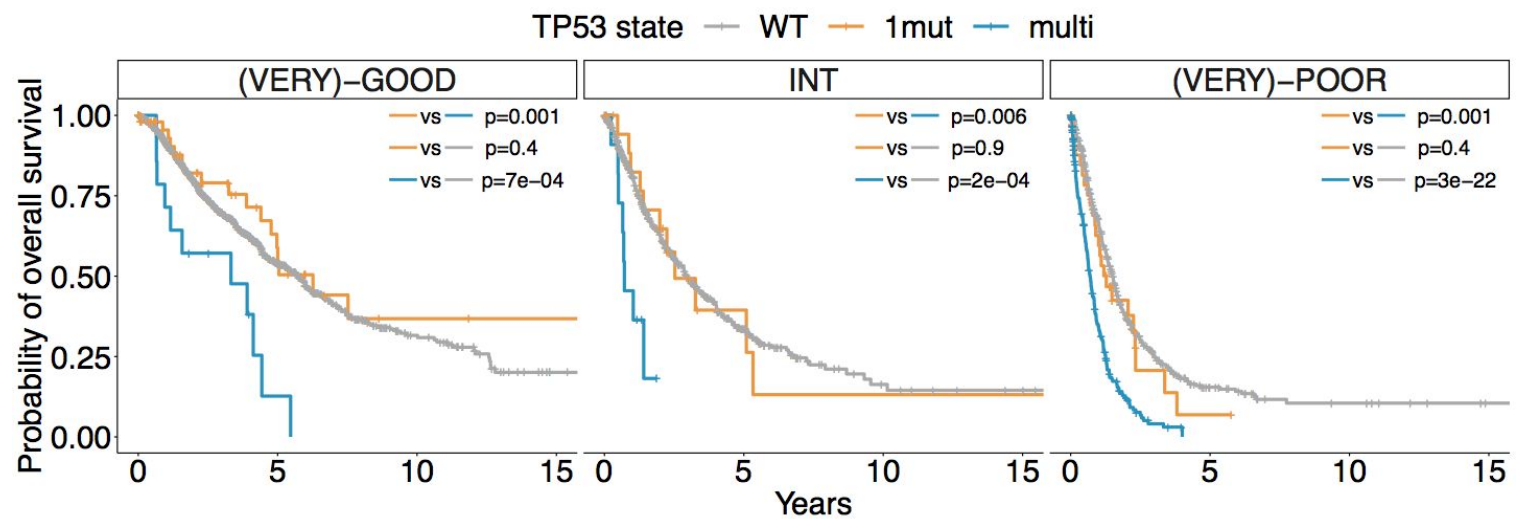 TP53 state WT 1mut multi
(VERY)−GOOD INT (VERY)−POOR
Probability of overall survival
1.00
0.75
0.50
0.25
0.00
vs p=0.001
vs p=0.4
vs p=7e−04
vs p=0.006
vs p=0.9
vs p=2e−04
vs p=0.001
vs p=0.4
vs p=3e−22
0 5 10 15 0 5 10 15 0 5 10 15
Years